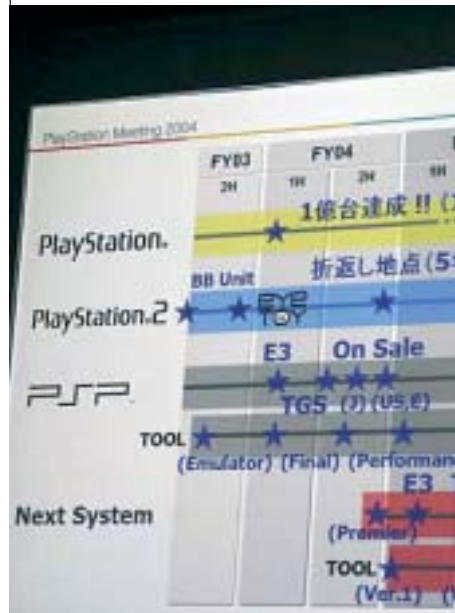 PlayStation Meeting 2004
FY03 FY04
2H 1H 2H 1H
1億台達成 !!
PlayStation.
BB Unit 折返し地点(5
PlayStation.2 EYE TOY
E3 On Sale
PSP
TGS (J) (US,E)
TOOL
(Emulator) (Final) (Performan
E3
Next System
(Premier)
TOOL
(Ver.1)